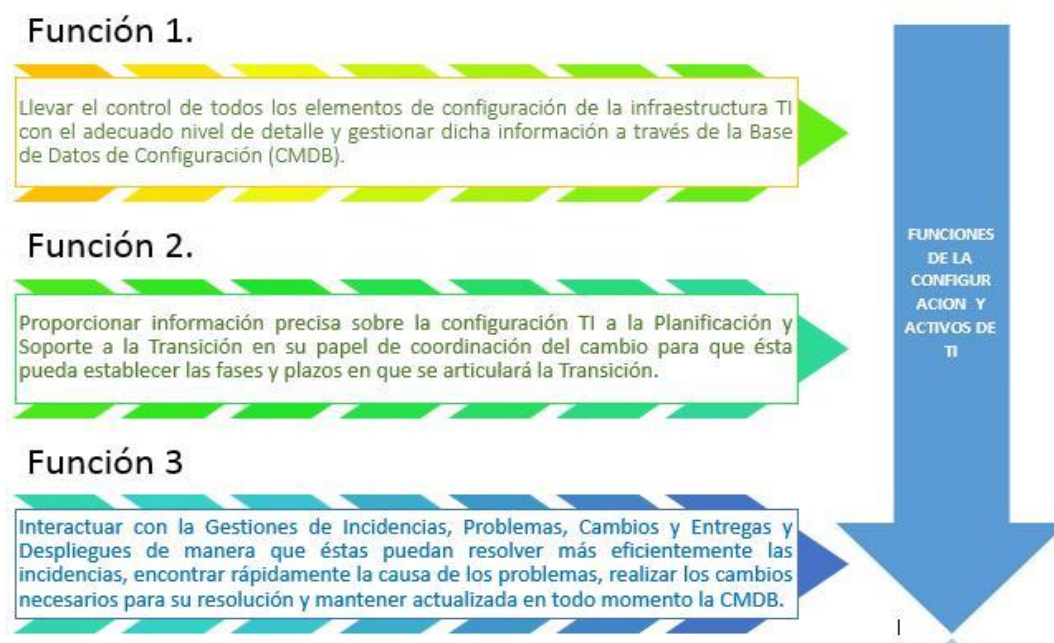 Función 1.
Llevar el control de todos los elementos de configuración de la infraestructura TI
con el adecuado nivel de detalle y gestionar dicha información a través de la Base
de Datos de Configuración (CMDB).
Función 2.
Proporcionar información precisa sobre la configuración TI a la Planificación y
Soporte a la Transición en su papel de coordinación del cambio para que ésta
pueda establecer las fases y plazos en que se articulará la Transición.
Función 3
Interactuar con la Gestiones de Incidencias, Problemas, Cambios y Entregas y
Despliegues de manera que éstas puedan resolver más eficientemente las
incidencias, encontrar rápidamente la causa de los problemas, realizar los cambios
necesarios para su resolución y mantener actualizada en todo momento la CMDB.
FUNCIONES
DE LA
CONFIGUR
ACION Y
ACTIVOS DE
TI